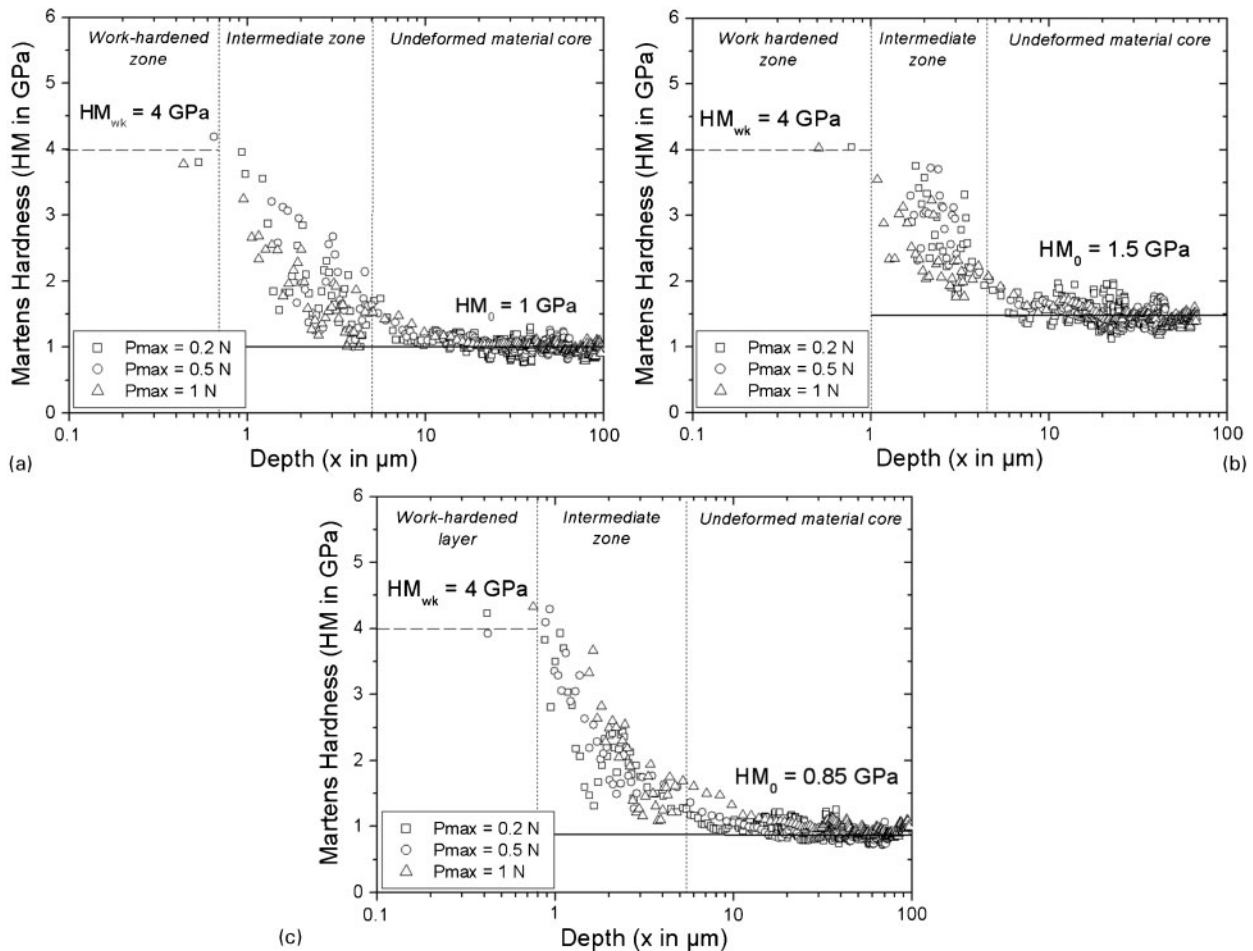 Martens Hardness (HM in GPa)
6
5
4
3
2
1
0
Work-hardened zone
Intermediate zone
Undeformed material core
HMwk = 4 GPa
HM0 = 1 GPa
Pmax = 0.2 N
Pmax = 0.5 N
Pmax = 1 N
0.1 1 10 100
Depth (x in µm)
(a)
Martens Hardness (HM in GPa)
6
5
4
3
2
1
0
Work hardened
zone
Intermediate
zone
Undeformed material core
HMwk = 4 GPa
HM0 = 1.5 GPa
Pmax = 0.2 N
Pmax = 0.5 N
Pmax = 1 N
0.1 1 10 100
Depth (x in µm)
(b)
Martens Hardness (HM in GPa)
6
5
4
3
2
1
0
Work-hardened
layer
Intermediate
zone
Undeformed material core
HMwk = 4 GPa
HM0 = 0.85 GPa
Pmax = 0.2 N
Pmax = 0.5 N
Pmax = 1 N
0.1 1 10 100
Depth (x in µm)
(c)